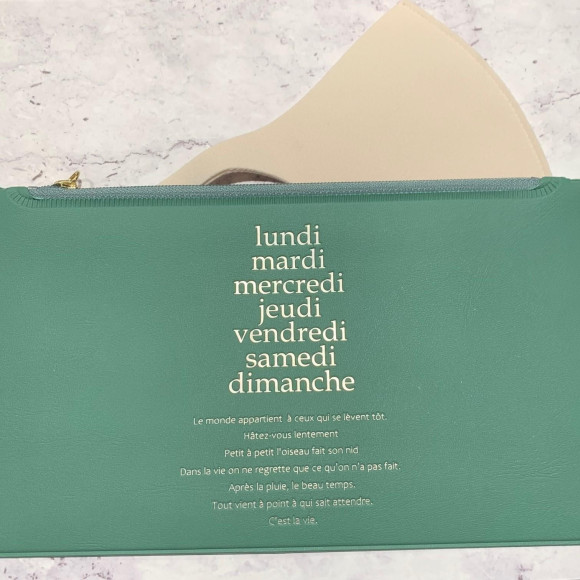 lundi
mardi
mercredi
jeudi
vendredi
samedi
dimanche
Le monde appartient à ceux qui se lèvent tôt.
Hâtez-vous lentement
Petit à petit l'oiseau fait son nid
Dans la vie on ne regrette que ce qu'on n'a pas fait.
Après la pluie, le beau temps.
Tout vient à point à qui sait attendre.
C'est la vie.